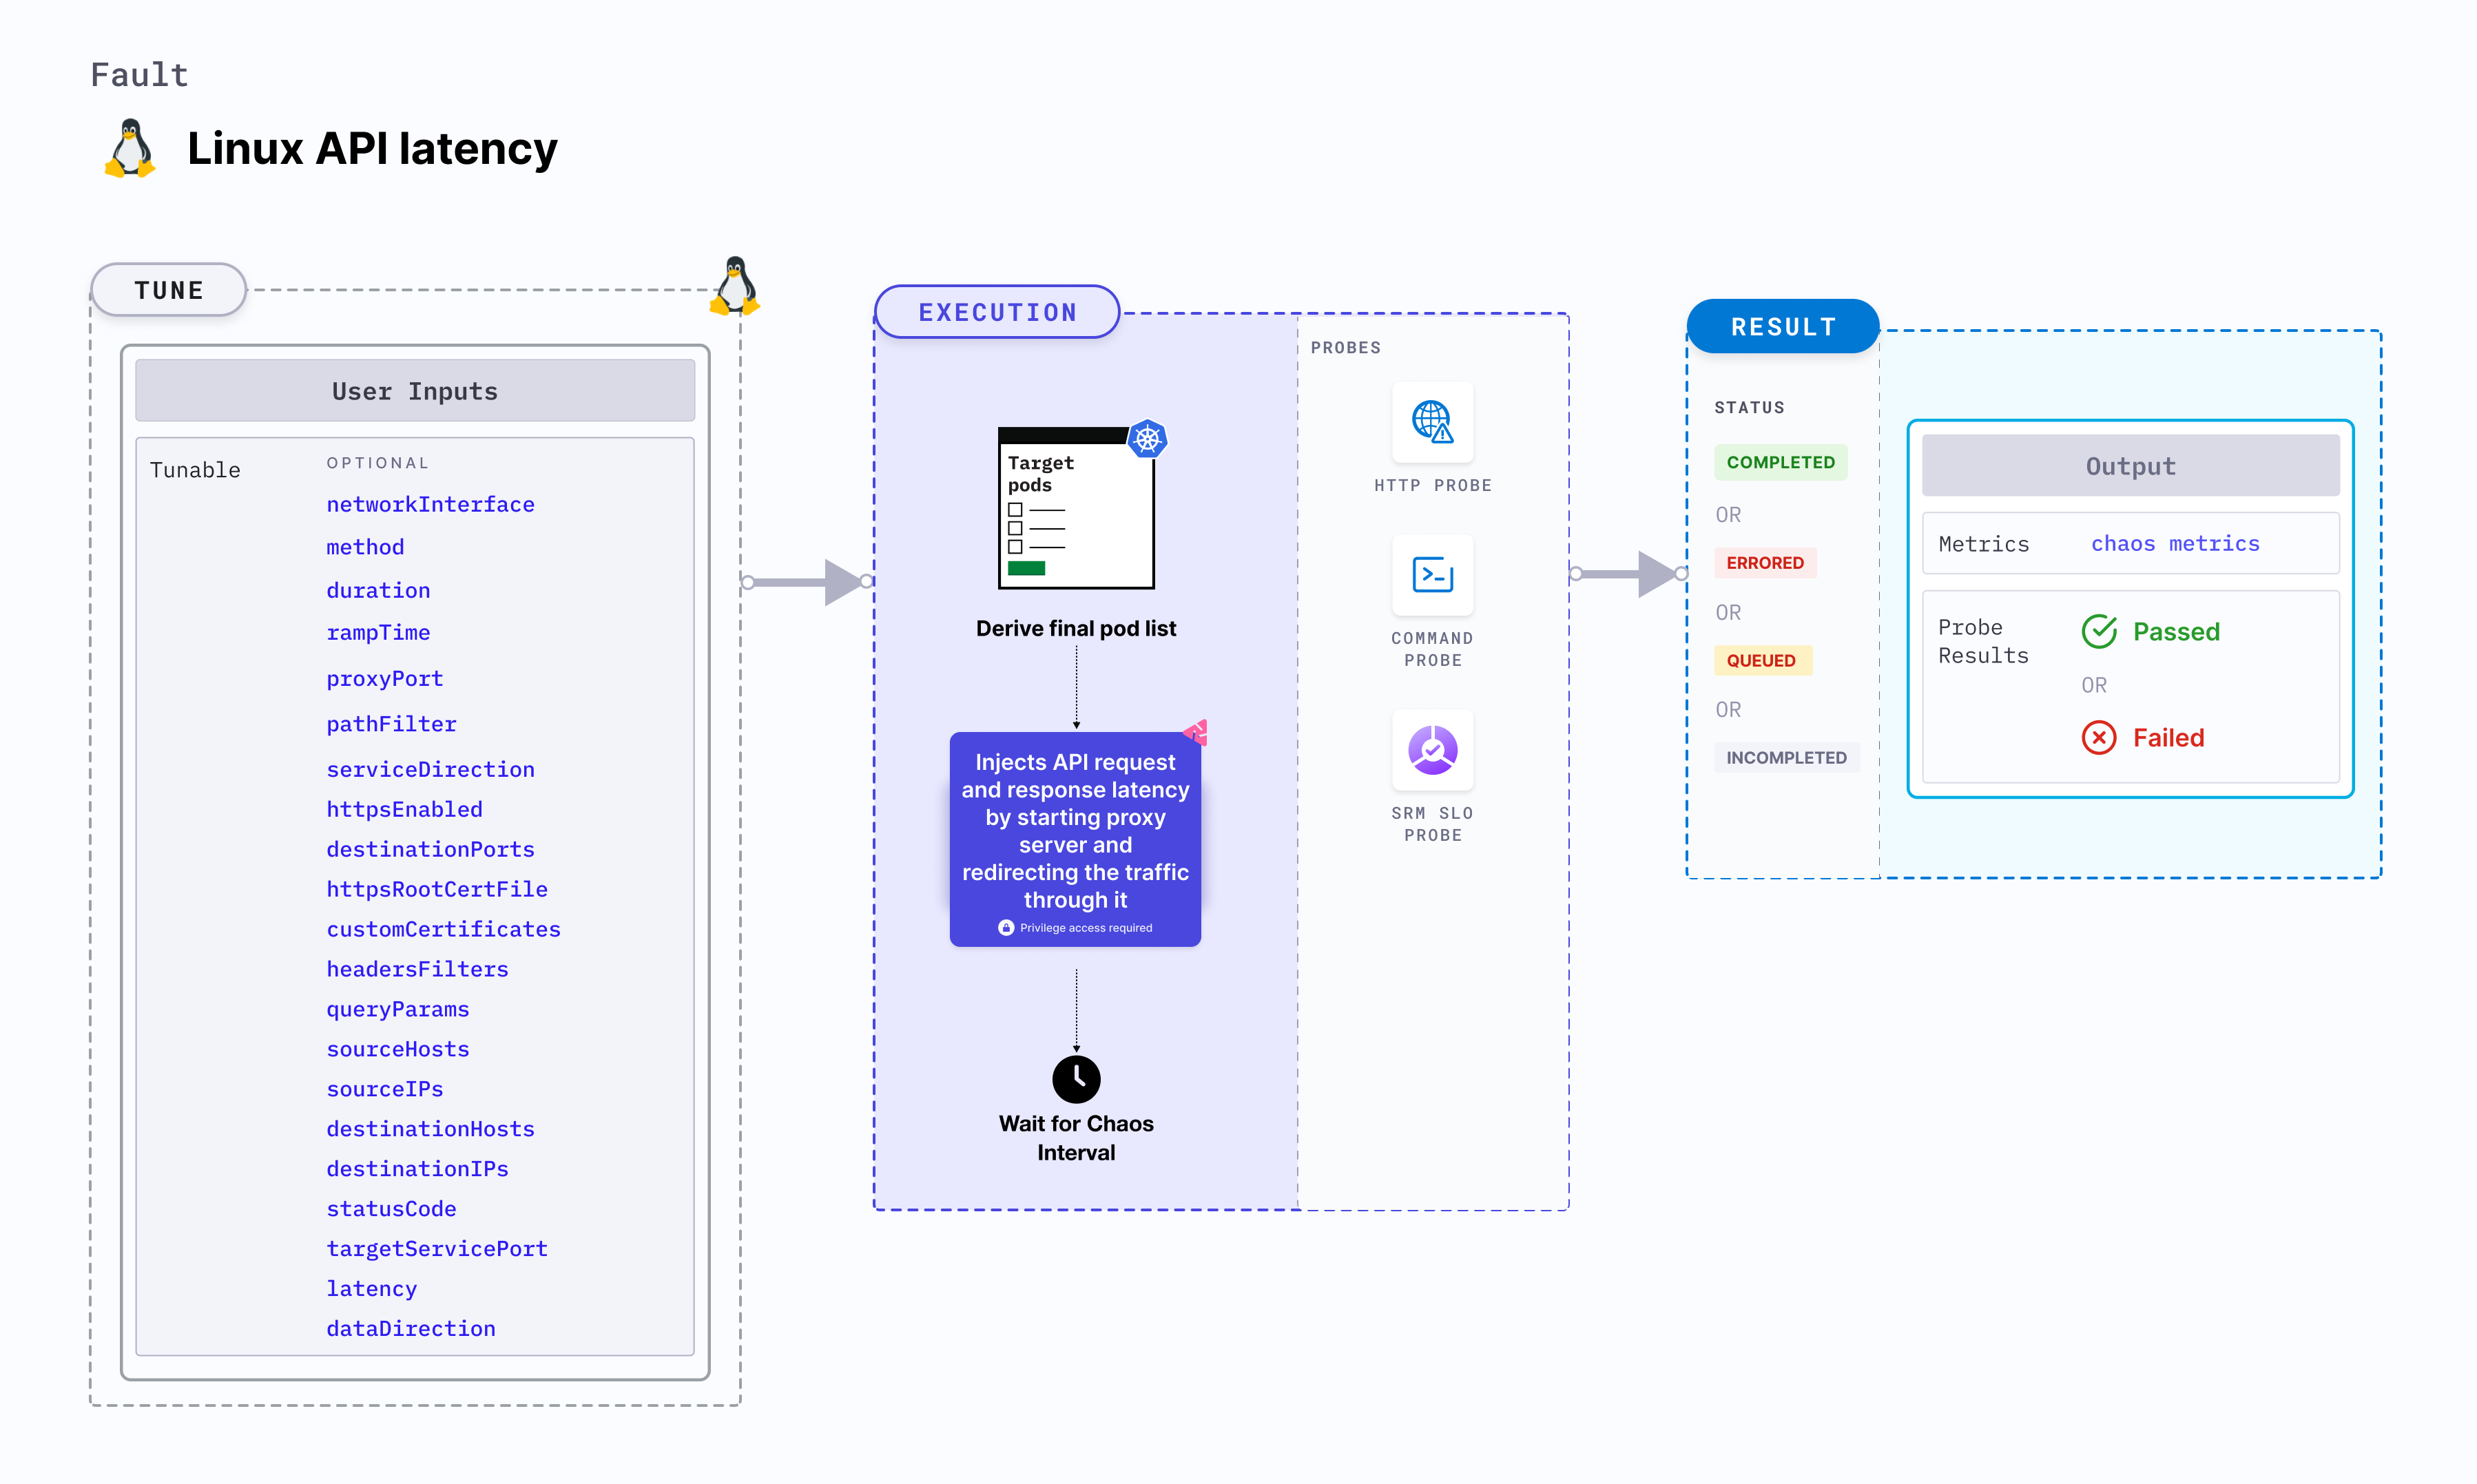 Fault
Linux API latency
TUNE
User Inputs
Tunable
OPTIONAL
networkInterface
method
duration
rampTime
proxyPort
pathFilter
serviceDirection
httpsEnabled
destinationPorts
httpsRootCertFile
customCertificates
headersFilters
queryParams
sourceHosts
sourceIPs
destinationHosts
destinationIPs
statusCode
targetServicePort
latency
dataDirection
EXECUTION
Target
pods
Derive final pod list
Injects API request
and response latency
by starting proxy
server and
redirecting the traffic
through it
Privilege access required
Wait for Chaos
Interval
PROBES
HTTP PROBE
COMMAND
PROBE
SRM SLO
PROBE
RESULT
STATUS
COMPLETED
OR
ERRORED
OR
QUEUED
OR
INCOMPLETED
Output
Metrics
chaos metrics
Probe
Results
Passed
OR
Failed